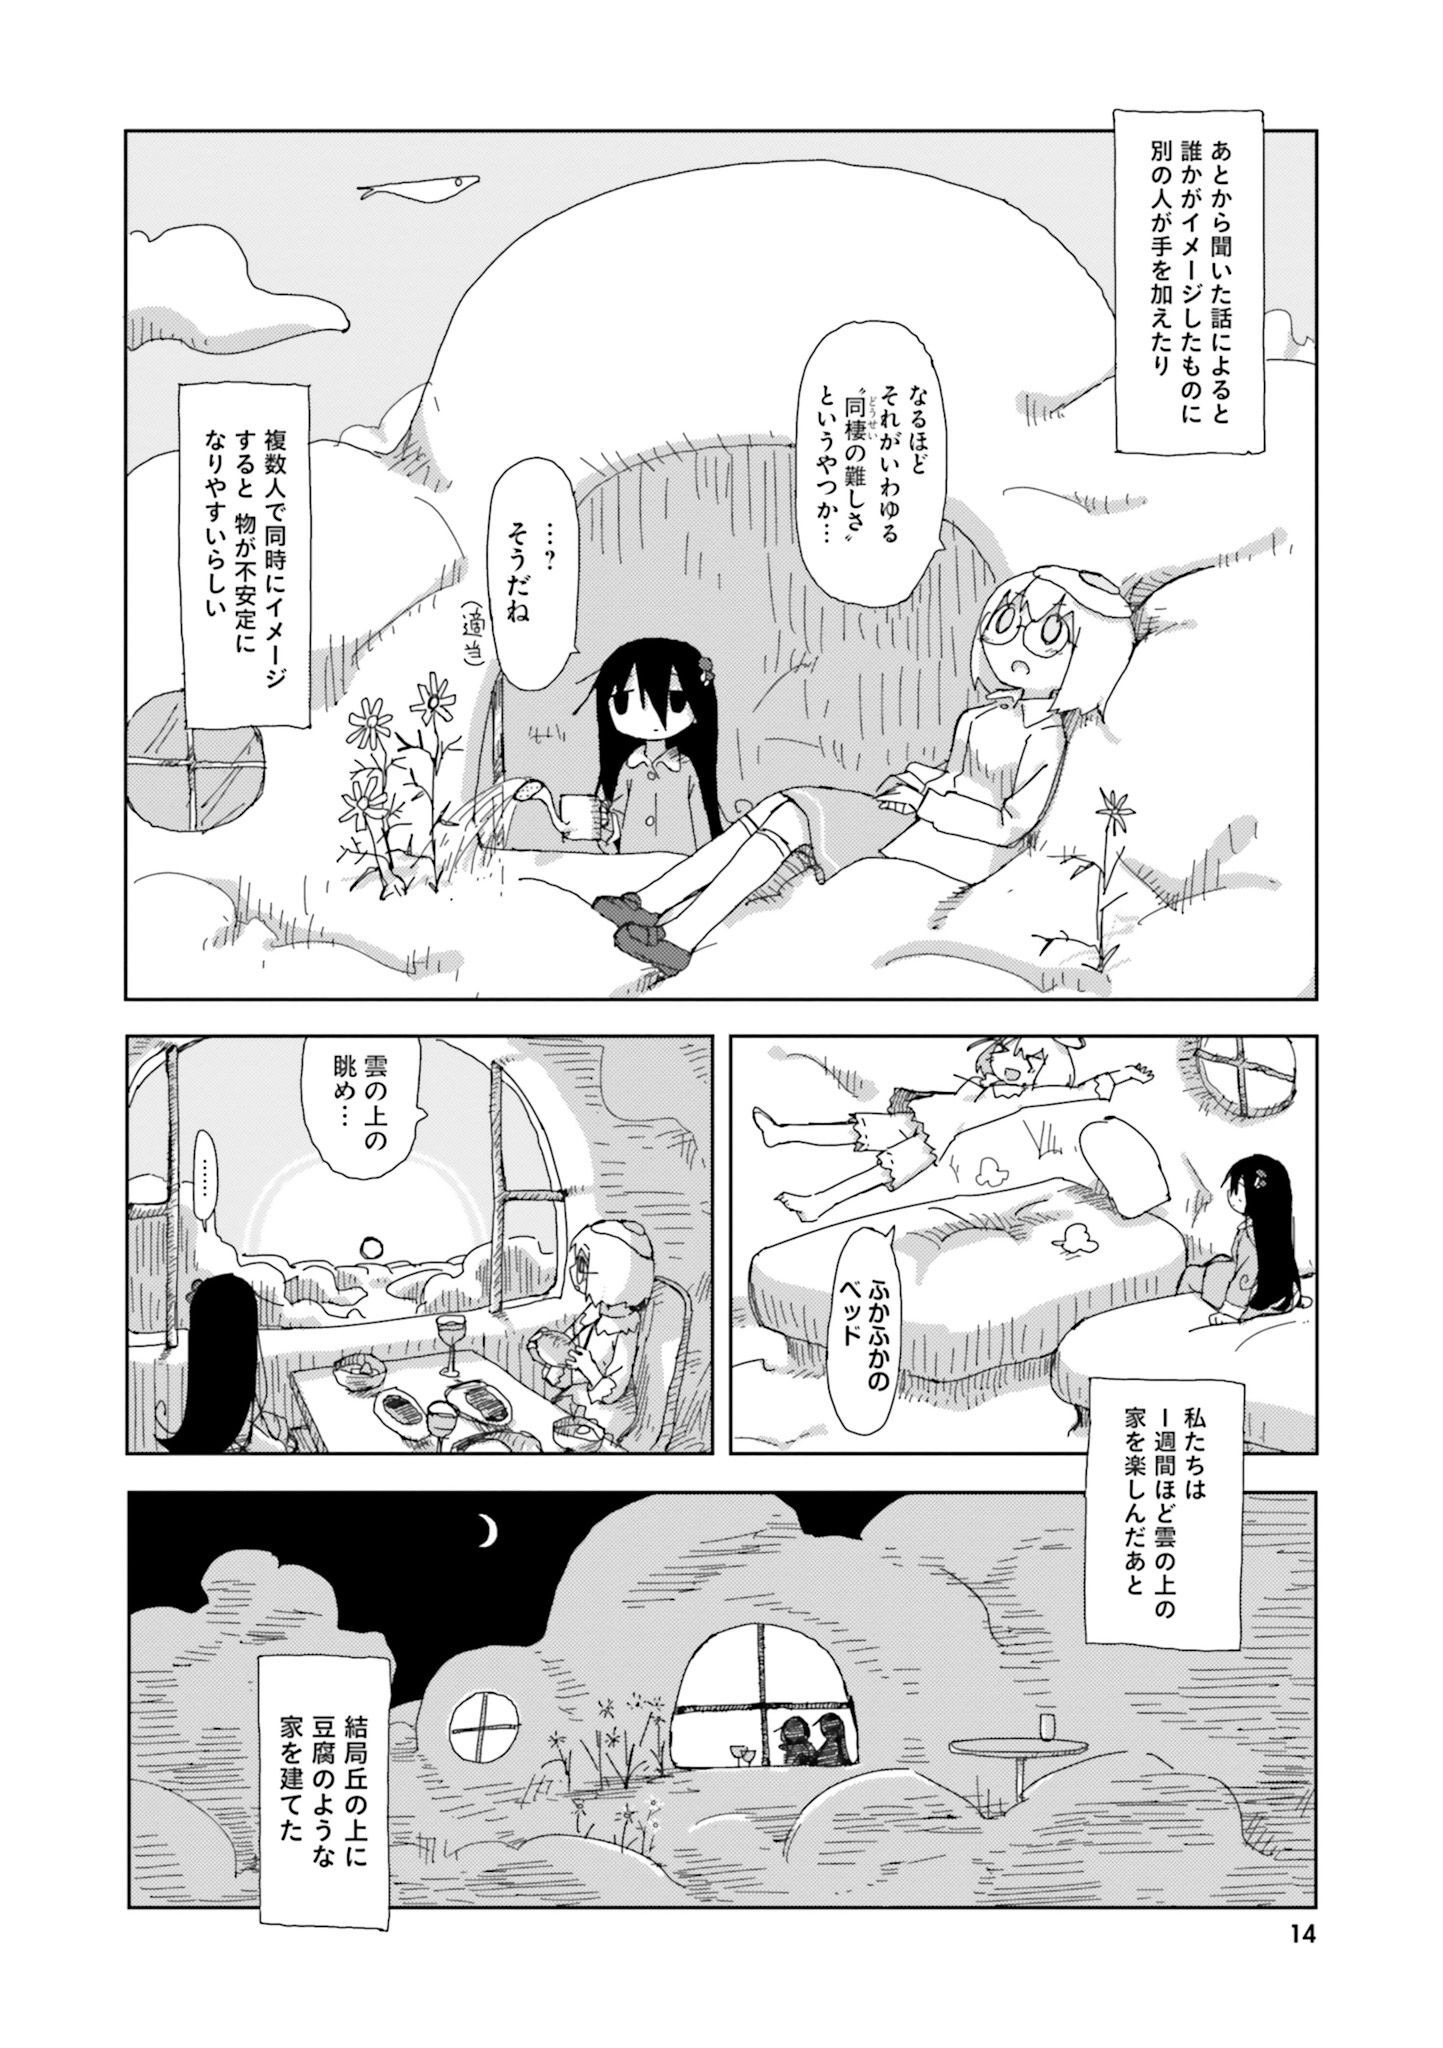 あとから聞いた話によると
誰かがイメージしたものに
別の人が手を加えたり
なるほど
それがいわゆる
〝同棲の難しさ〟
どうせい
というやつか…
…?
そうだね
(適当)
複数人で同時にイメージ
すると 物が不安定に
なりやすいらしい
ふかふかの
ベッド
私たちは
一週間ほど雲の上の
家を楽しんだあと
雲の上の
眺め…
……
結局丘の上に
豆腐のような
家を建てた
14